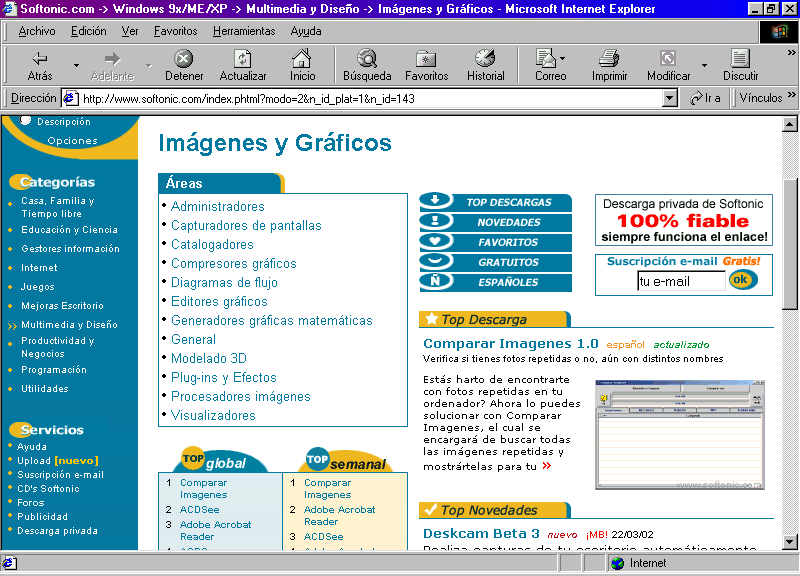 Softonic.com -> Windows 9x/ME/XP -> Multimedia y Diseño -> Imágenes y Gráficos - Microsoft Internet Explorer
Archivo Edición Ver Favoritos Herramientas Ayuda
Atrás Adelante Detener Actualizar Inicio Búsqueda Favoritos Historial Correo Imprimir Modificar Discutir
Dirección http://www.softonic.com/index.phtml?modo=2&n_id_plat=1&n_id=143 Ir a Vínculos
Descripción
Opciones
Categorías
Casa, Familia y
Tiempo libre
Educación y Ciencia
Gestores información
Internet
Juegos
Mejoras Escritorio
Multimedia y Diseño
Productividad y
Negocios
Programación
Utilidades
Servicios
Ayuda
Upload [nuevo]
Suscripción e-mail
CD's Softonic
Foros
Publicidad
Descarga privada
Imágenes y Gráficos
Áreas
Administradores
Capturadores de pantallas
Catalogadores
Compresores gráficos
Diagramas de flujo
Editores gráficos
Generadores gráficas matemáticas
General
Modelado 3D
Plug-ins y Efectos
Procesadores imágenes
Visualizadores
TOP global
1 Comparar
Imagenes
2 ACDSee
3 Adobe Acrobat
Reader
TOP semanal
1 Comparar
Imagenes
2 Adobe Acrobat
Reader
3 ACDSee
TOP DESCARGAS
NOVEDADES
FAVORITOS
GRATUITOS
Ñ ESPAÑOLES
Descarga privada de Softonic
100% fiable
siempre funciona el enlace!
Suscripción e-mail Gratis!
tu e-mail ok
Top Descarga
Comparar Imagenes 1.0 español actualizado
Verifica si tienes fotos repetidas o no, aún con distintos nombres
Estás harto de encontrarte
con fotos repetidas en tu
ordenador? Ahora lo puedes
solucionar con Comparar
Imagenes, el cual se
encargará de buscar todas
las imágenes repetidas y
mostrártelas para tu »
www.softonic.com
Top Novedades
Deskcam Beta 3 nuevo ¡MB! 22/03/02
Realiza capturas de tu escritorio automáticamente
Internet